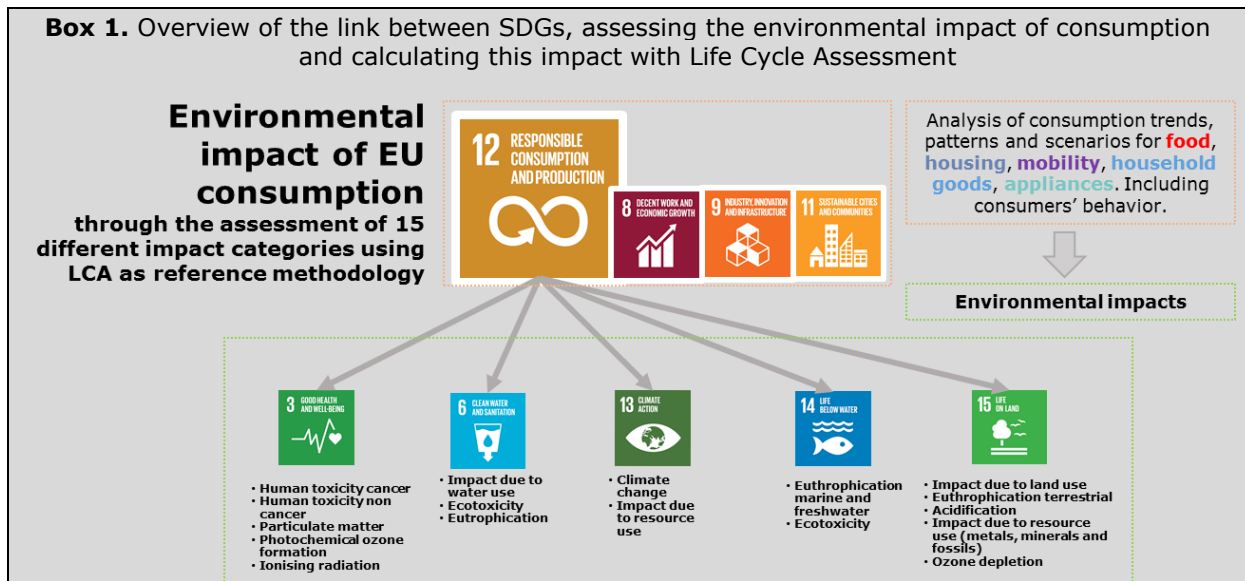 Box 1. Overview of the link between SDGs, assessing the environmental impact of consumption
and calculating this impact with Life Cycle Assessment
Environmental
impact of EU
consumption
through the assessment of 15
different impact categories using
LCA as reference methodology
12 RESPONSIBLE
CONSUMPTION
AND PRODUCTION
8 DECENT WORK AND
ECONOMIC GROWTH
9 INDUSTRY, INNOVATION
AND INFRASTRUCTURE
11 SUSTAINABLE CITIES
AND COMMUNITIES
Analysis of consumption trends,
patterns and scenarios for food,
housing, mobility, household
goods, appliances. Including
consumers' behavior.
Environmental impacts
3 GOOD HEALTH
AND WELL-BEING
• Human toxicity cancer
• Human toxicity non
cancer
• Particulate matter
• Photochemical ozone
formation
• Ionising radiation
6 CLEAN WATER
AND SANITATION
• Impact due to
water use
• Ecotoxicity
• Eutrophication
13 CLIMATE
ACTION
• Climate
change
• Impact due
to resource
use
14 LIFE
BELOW WATER
• Euthrophication
marine and
freshwater
• Ecotoxicity
15 LIFE
ON LAND
• Impact due to land use
• Euthrophication terrestrial
• Acidification
• Impact due to resource
use (metals, minerals and
fossils)
• Ozone depletion